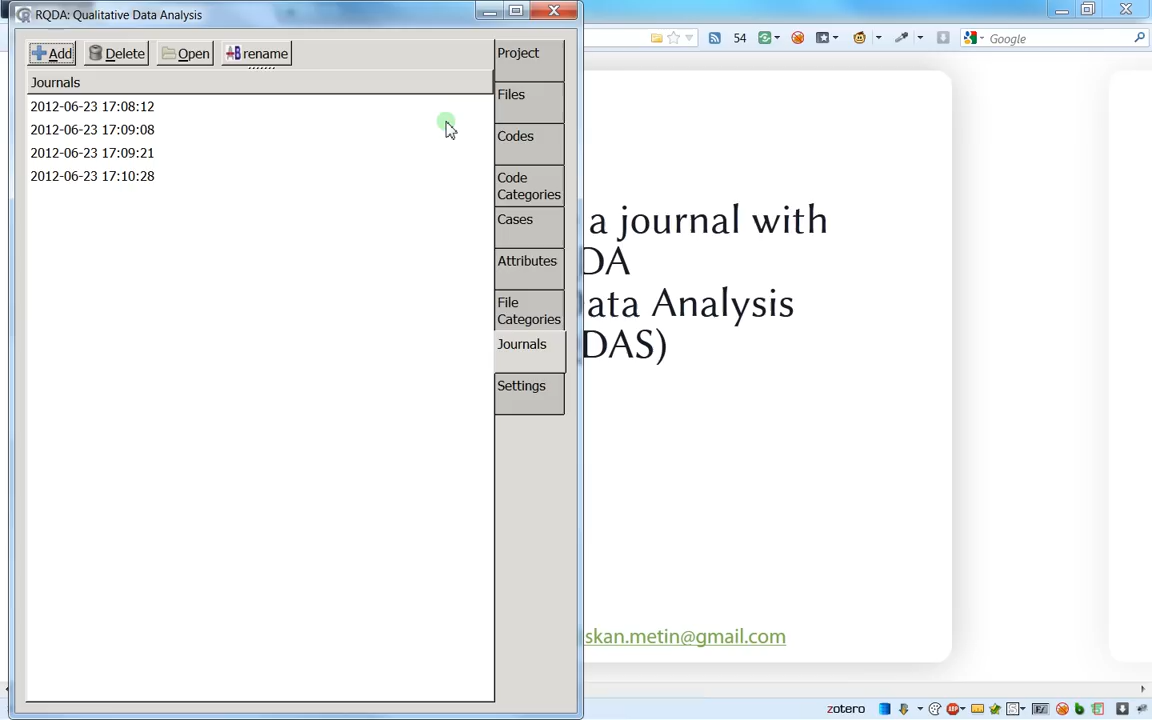 RQDA: Qualitative Data Analysis
Add
Delete
Open
rename
Journals
2012-06-23 17:08:12
2012-06-23 17:09:08
2012-06-23 17:09:21
2012-06-23 17:10:28
Project
Files
Codes
Code
Categories
Cases
Attributes
File
Categories
Journals
Settings
54
Google
a journal with
DA
ata Analysis
DAS)
skan.metin@gmail.com
zotero